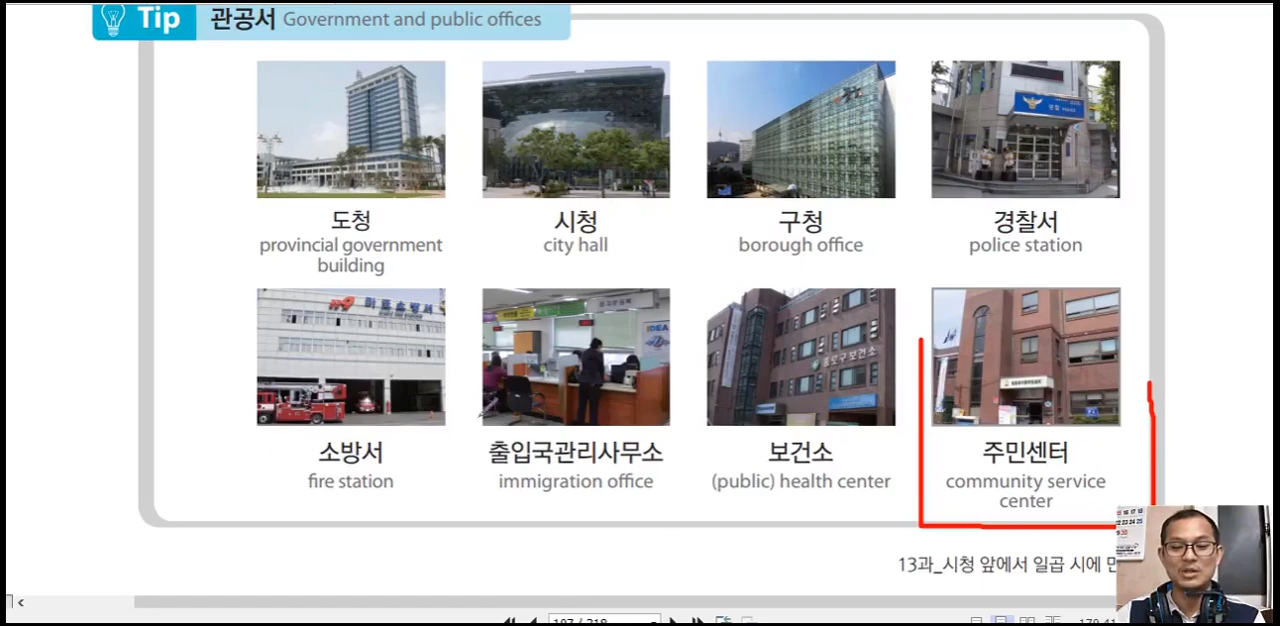 Tip 관공서 Government and public offices
도청
provincial government
building
시청
city hall
구청
borough office
경찰서
police station
소방서
fire station
출입국관리사무소
immigration office
보건소
(public) health center
주민센터
community service
center
13과_시청 앞에서 일곱 시에